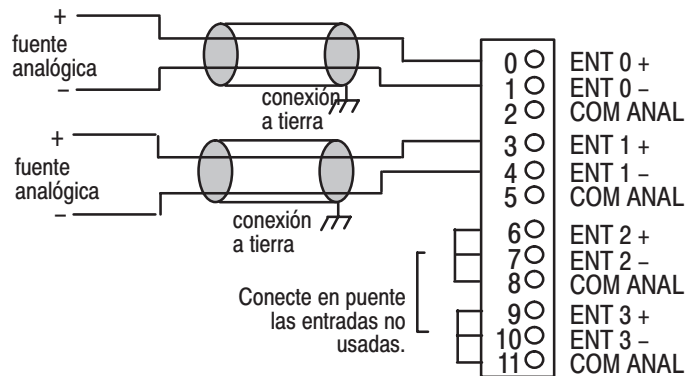 +
fuente
analógica
−
conexión
a tierra
+
fuente
analógica
−
conexión
a tierra
Conecte en puente
las entradas no
usadas.
0 ENT 0 +
1 ENT 0 −
2 COM ANAL
3 ENT 1 +
4 ENT 1 −
5 COM ANAL
6 ENT 2 +
7 ENT 2 −
8 COM ANAL
9 ENT 3 +
10 ENT 3 −
11 COM ANAL